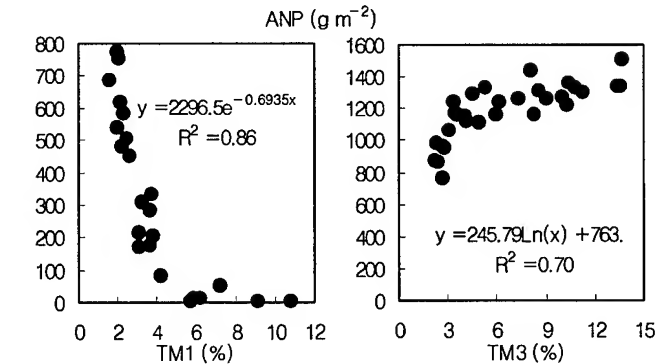 ANP (g m⁻²)
800
700
600
500
400
300
200
100
0
y =2296.5e⁻⁰·⁶⁹³⁵ˣ
R² =0.86
0 2 4 6 8 10 12
TM1 (%)
1600
1400
1200
1000
800
600
400
200
0
y =245.79Ln(x) +763.
R² =0.70
0 3 6 9 12 15
TM3 (%)